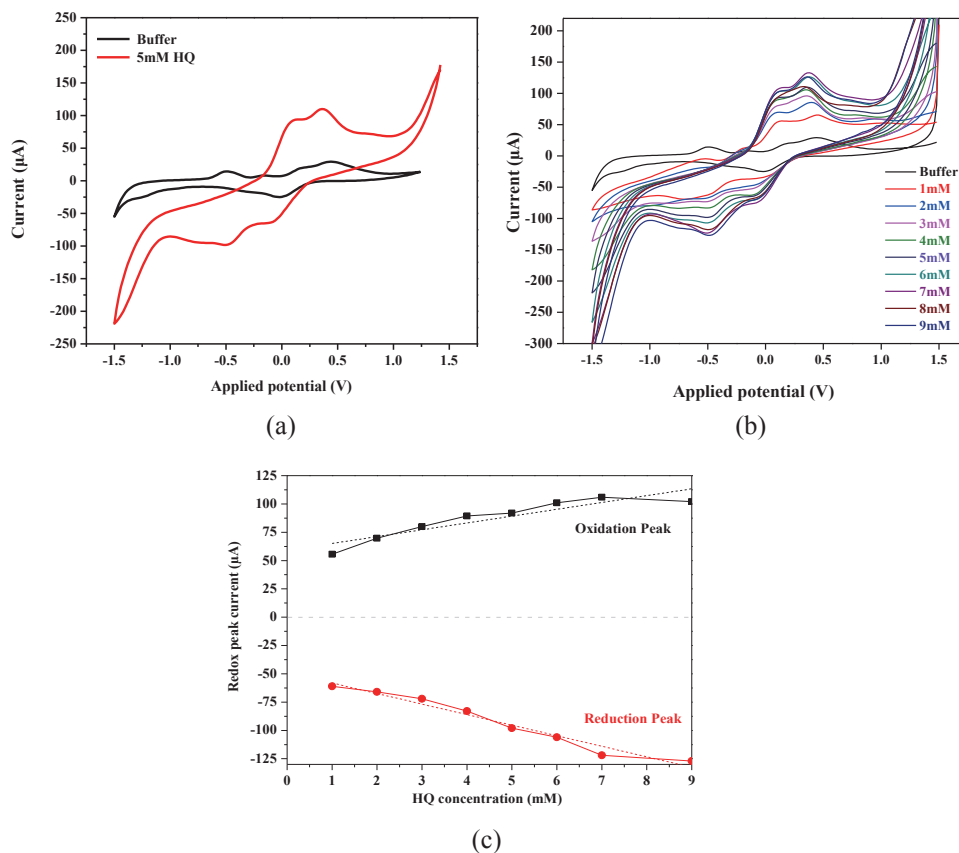 Buffer
5mM HQ
250
200
150
100
50
0
-50
-100
-150
-200
-250
Current (µA)
-1.5 -1.0 -0.5 0.0 0.5 1.0 1.5
Applied potential (V)
(a)
200
150
100
50
0
-50
-100
-150
-200
-250
-300
Current (µA)
Buffer
1mM
2mM
3mM
4mM
5mM
6mM
7mM
8mM
9mM
-1.5 -1.0 -0.5 0.0 0.5 1.0 1.5
Applied potential (V)
(b)
125
100
75
50
25
0
-25
-50
-75
-100
-125
Redox peak current (µA)
Oxidation Peak
Reduction Peak
0 1 2 3 4 5 6 7 8 9
HQ concentration (mM)
(c)